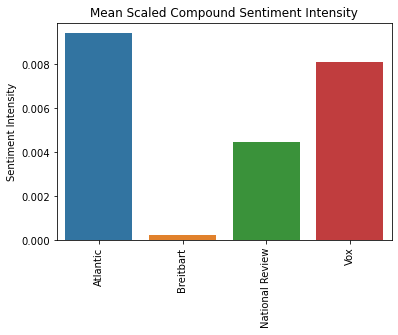 Mean Scaled Compound Sentiment Intensity
Sentiment Intensity
0.008
0.006
0.004
0.002
0.000
Atlantic
Breitbart
National Review
Vox